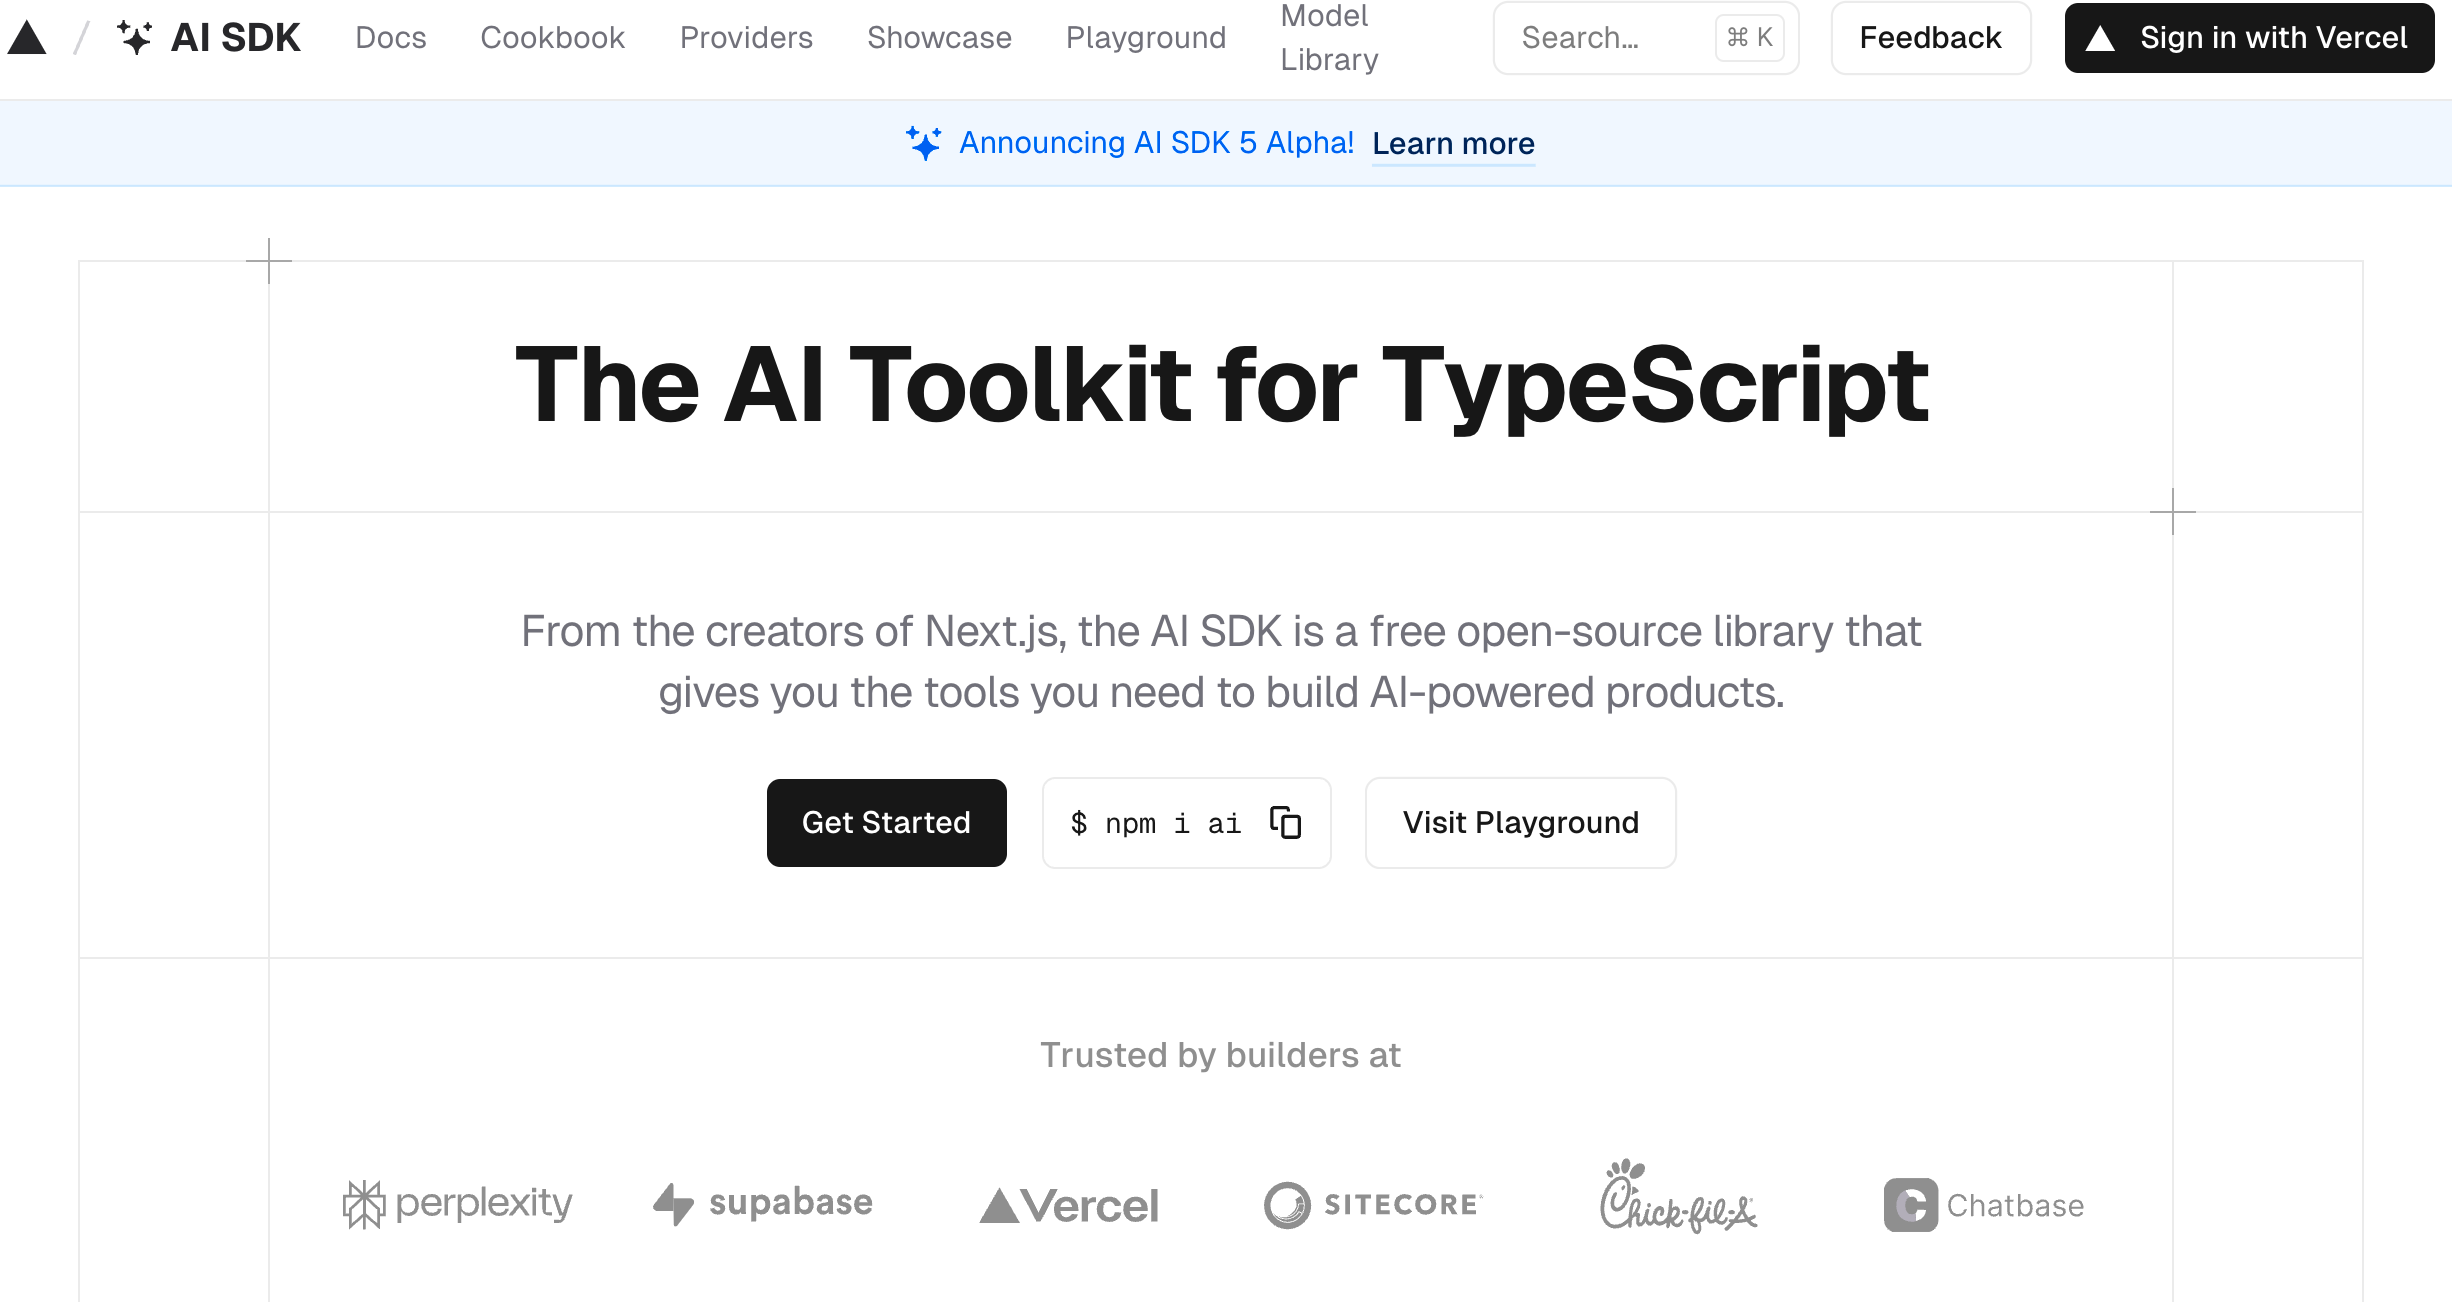 AI SDK
Docs
Cookbook
Providers
Showcase
Playground
Model
Library
Search...
⌘ K
Feedback
Sign in with Vercel
Announcing AI SDK 5 Alpha! Learn more
The AI Toolkit for TypeScript
From the creators of Next.js, the AI SDK is a free open-source library that
gives you the tools you need to build AI-powered products.
Get Started
$ npm i ai
Visit Playground
Trusted by builders at
perplexity
supabase
Vercel
SITECORE
Chick-fil-A
Chatbase